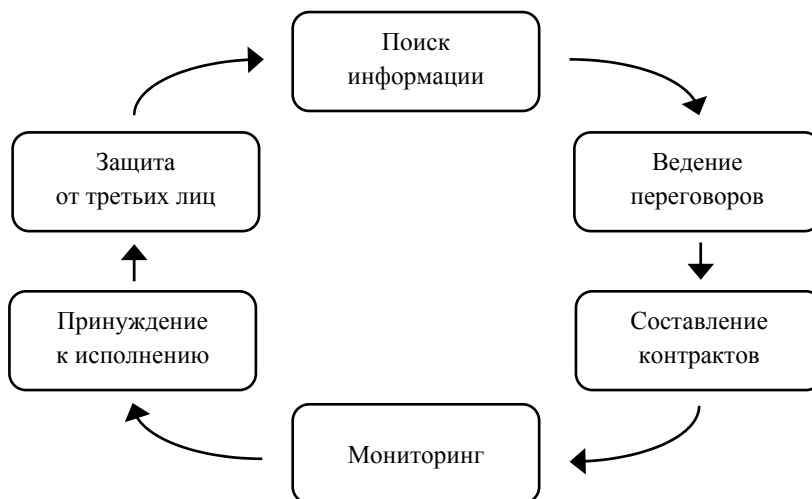 Поиск
информации
Ведение
переговоров
Составление
контрактов
Мониторинг
Принуждение
к исполнению
Защита
от третьих лиц